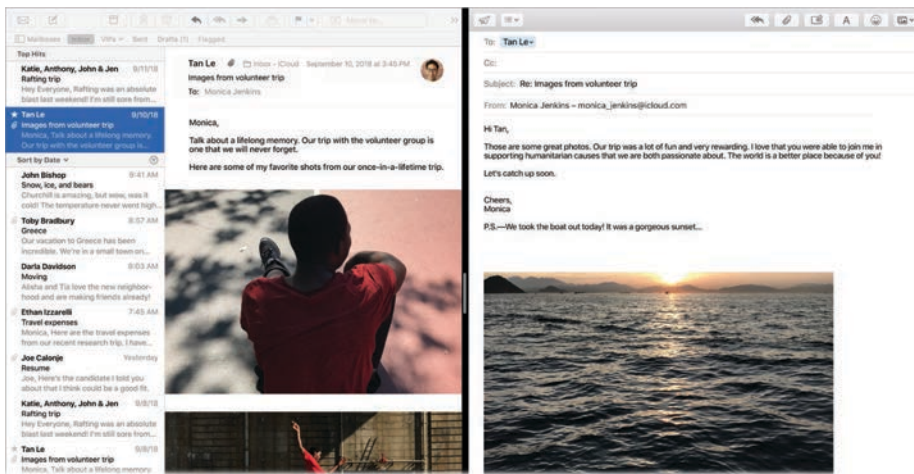 Mailboxes Inbox VIPs Sent Drafts (1) Flagged
Top Hits
Katie, Anthony, John & Jen 9/11/18
Rafting trip
Hey Everyone, Rafting was an absolute
blast last weekend! I'm still sore from...
Tan Le 9/10/18
Images from volunteer trip
Monica, Talk about a lifelong memory.
Our trip with the volunteer group is...
Sort by Date
John Bishop 9:41 AM
Snow, ice, and bears
Churchill is amazing, but wow, was it
cold! The temperature never went high...
Toby Bradbury 8:57 AM
Greece
Our vacation to Greece has been
incredible. We're in a small town on...
Darla Davidson 8:03 AM
Moving
Alisha and Tia love the new neighbor-
hood and are making friends already!
Ethan Izzarelli 7:45 AM
Travel expenses
Monica, Here are the travel expenses
from our recent research trip. I have...
Joe Calonje Yesterday
Resume
Joe, Here's the candidate I told you
about that I think could be a good fit.
Katie, Anthony, John & Jen 9/8/18
Rafting trip
Hey Everyone, Rafting was an absolute
blast last weekend! I'm still sore from...
Tan Le 9/8/18
Images from volunteer trip
Monica, Talk about a lifelong memory
Tan Le Inbox - iCloud September 10, 2018 at 3:45 PM
Images from volunteer trip
To: Monica Jenkins
Monica,
Talk about a lifelong memory. Our trip with the volunteer group is
one that we will never forget.
Here are some of my favorite shots from our once-in-a-lifetime trip.
To: Tan Le
Cc:
Subject: Re: Images from volunteer trip
From: Monica Jenkins – monica_jenkins@icloud.com
Hi Tan,
Those are some great photos. Our trip was a lot of fun and very rewarding. I love that you were able to join me in
supporting humanitarian causes that we are both passionate about. The world is a better place because of you!
Let's catch up soon.
Cheers,
Monica
P.S.—We took the boat out today! It was a gorgeous sunset...